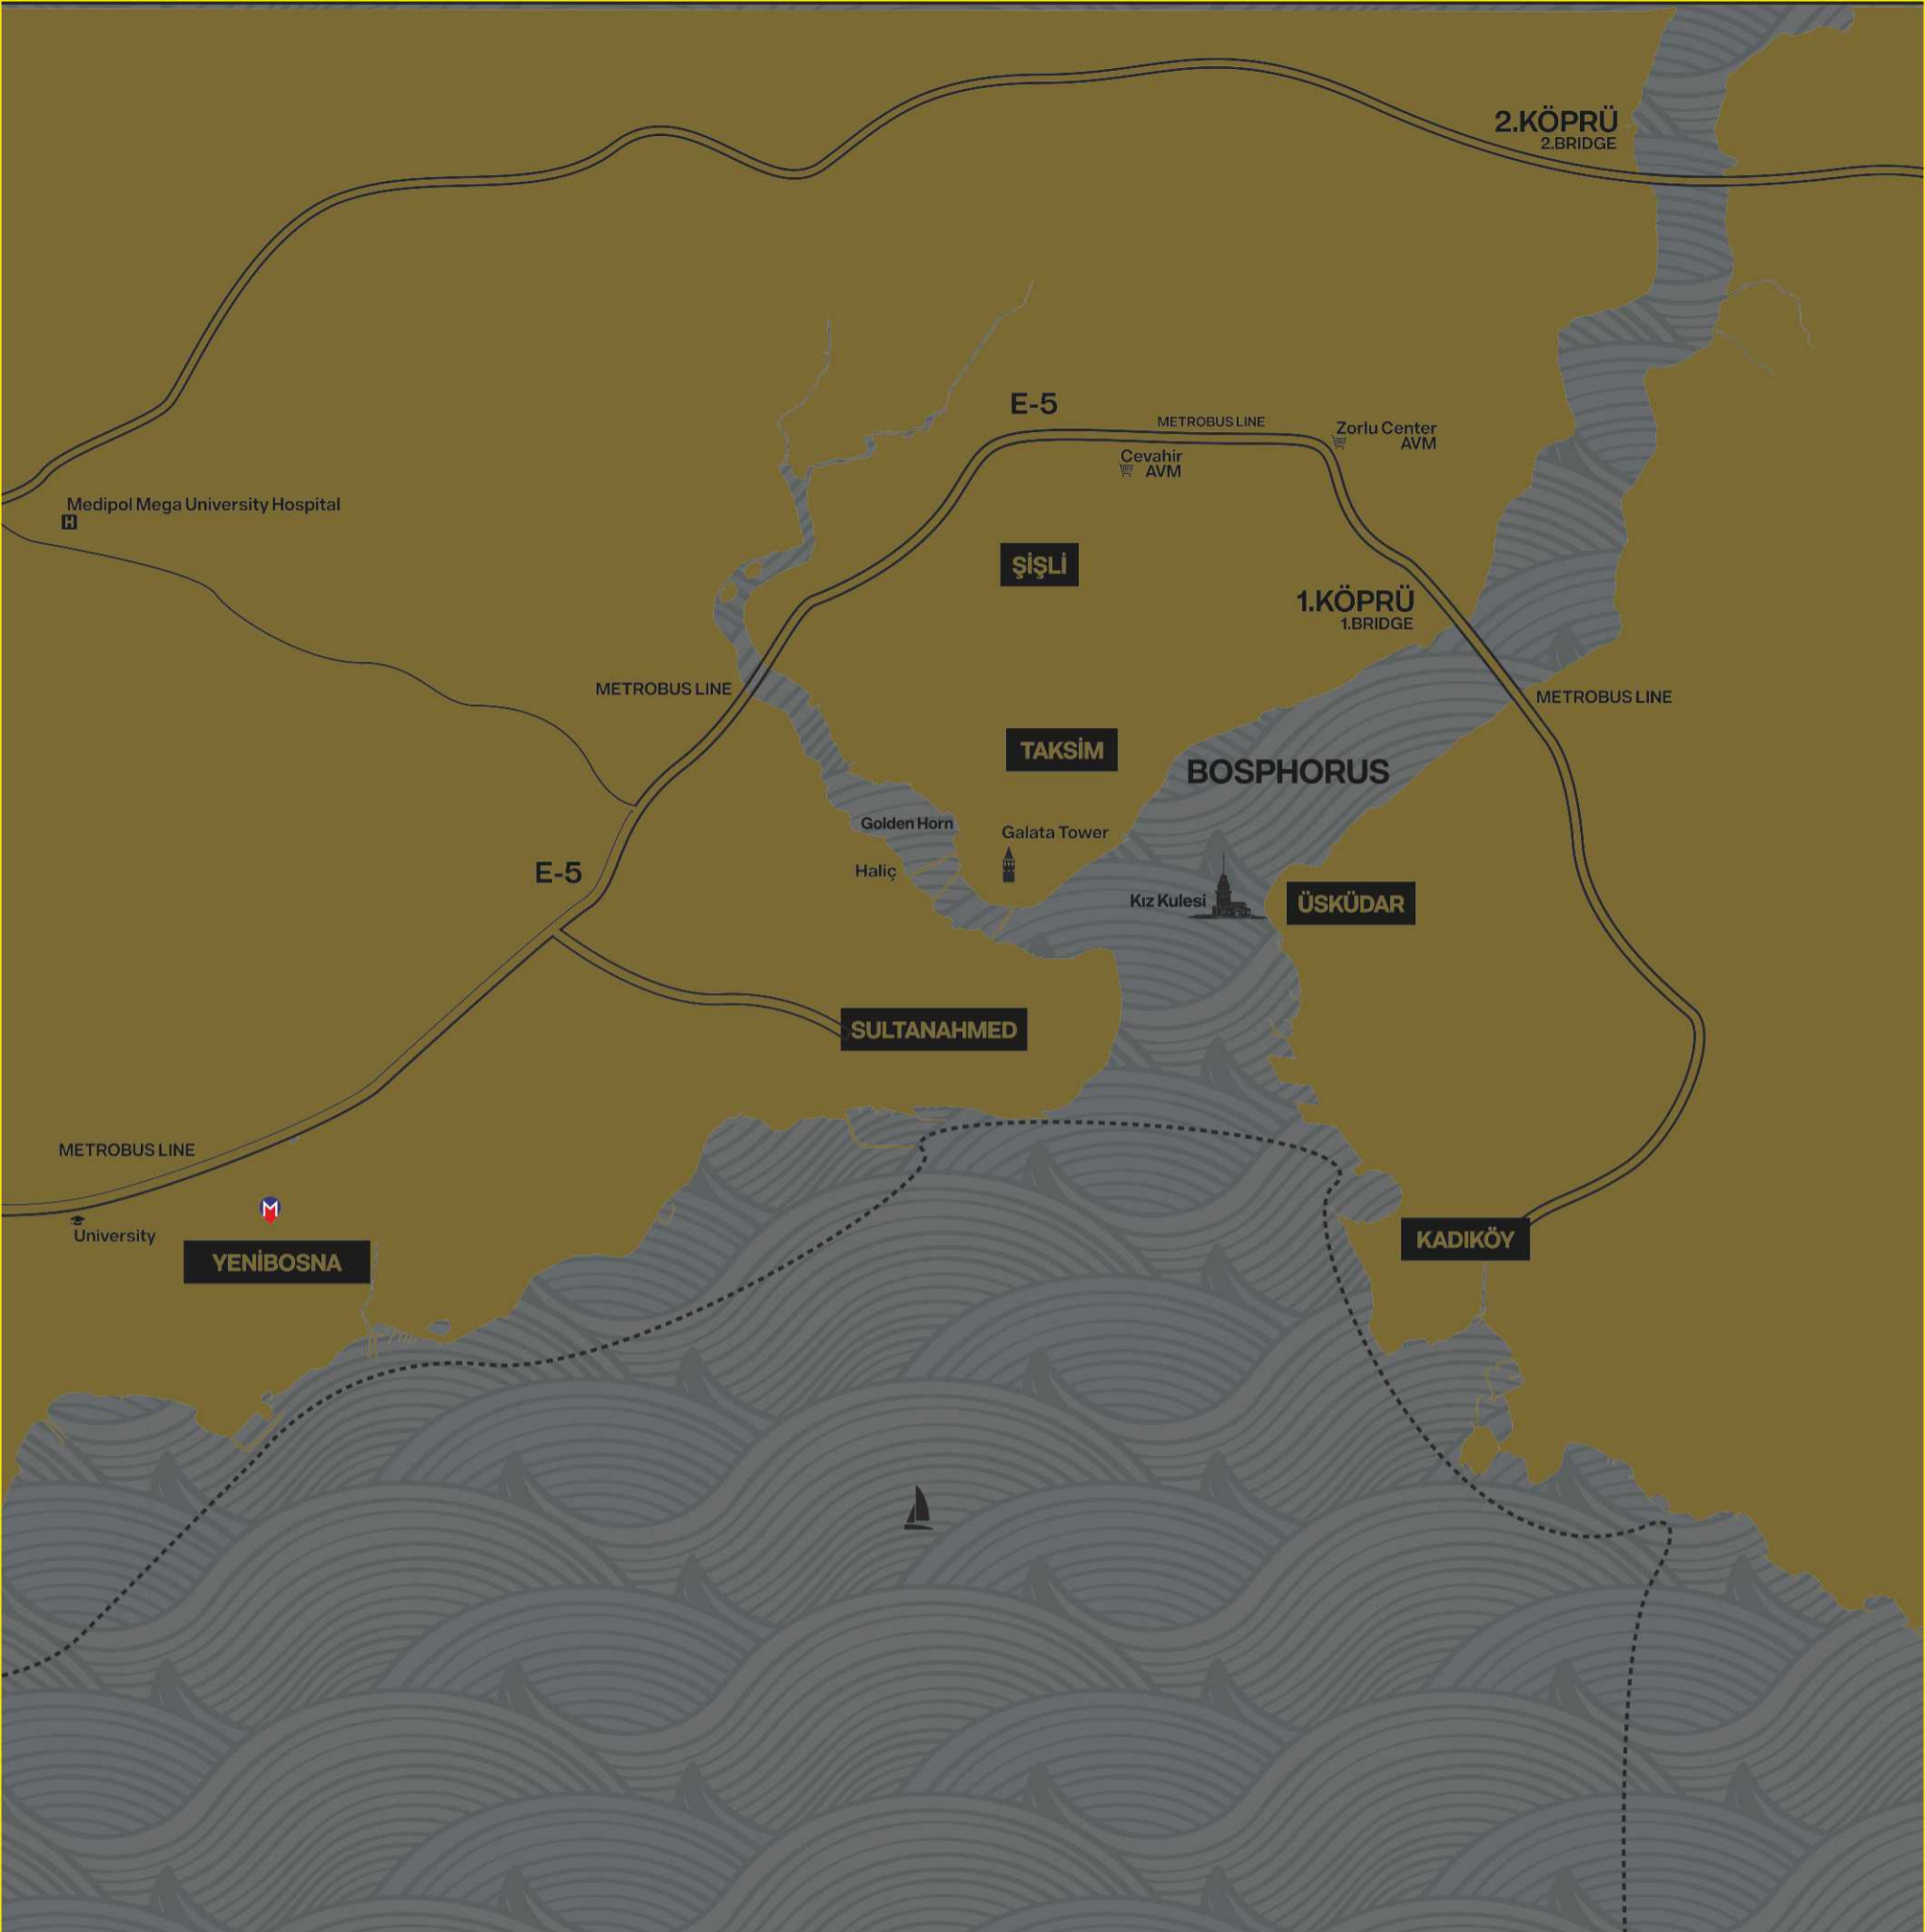 2.KÖPRÜ
2.BRIDGE
E-5
METROBUS LINE
Zorlu Center
AVM
Cevahir
AVM
Medipol Mega University Hospital
H
ŞİŞLİ
1.KÖPRÜ
1.BRIDGE
METROBUS LINE
METROBUS LINE
TAKSİM
BOSPHORUS
Golden Horn
Galata Tower
Haliç
E-5
Kız Kulesi
ÜSKÜDAR
SULTANAHMED
METROBUS LINE
M
University
YENİBOSNA
KADIKÖY